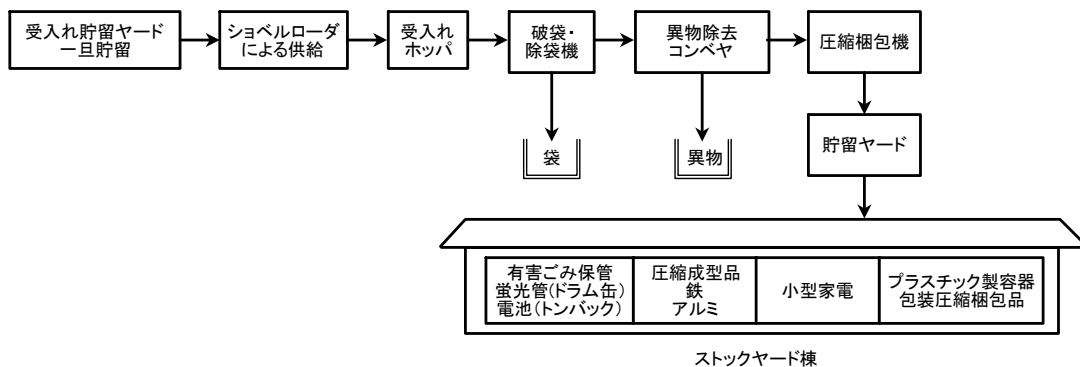 受入れ貯留ヤード
一旦貯留
ショベルローダ
による供給
受入れ
ホッパ
破袋・
除袋機
異物除去
コンベヤ
圧縮梱包機
袋
異物
貯留ヤード
有害ごみ保管
蛍光管(ドラム缶)
電池(トンバック)
圧縮成型品
鉄
アルミ
小型家電
プラスチック製容器
包装圧縮梱包品
ストックヤード棟